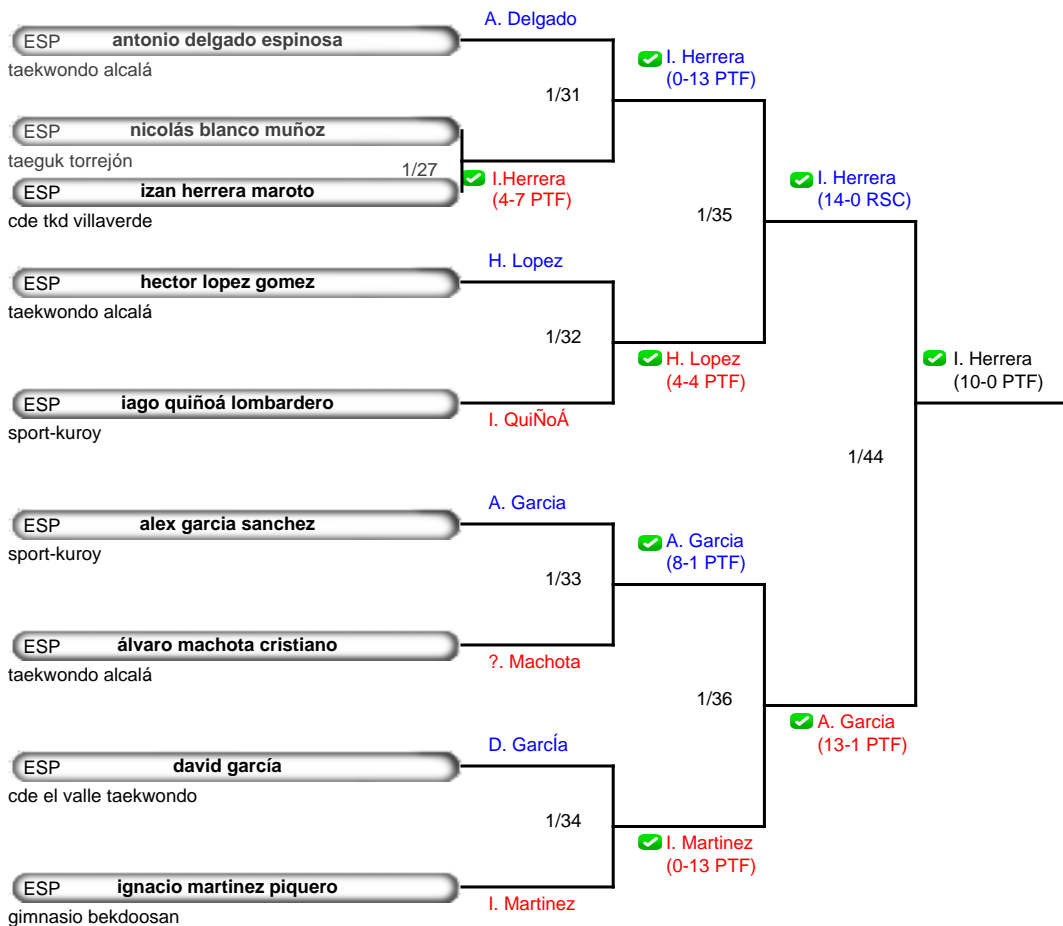 A. Delgado
ESP antonio delgado espinosa
taekwondo alcalá
I. Herrera
(0-13 PTF)
1/31
ESP nicolás blanco muñoz
taeguk torrejón
1/27
I.Herrera
(4-7 PTF)
ESP izan herrera maroto
cde tkd villaverde
I. Herrera
(14-0 RSC)
1/35
H. Lopez
ESP hector lopez gomez
taekwondo alcalá
1/32
H. Lopez
(4-4 PTF)
I. Herrera
(10-0 PTF)
ESP iago quiñoá lombardero
sport-kuroy
I. QuiÑoÁ
1/44
A. Garcia
ESP alex garcia sanchez
sport-kuroy
A. Garcia
(8-1 PTF)
1/33
ESP álvaro machota cristiano
taekwondo alcalá
?. Machota
1/36
A. Garcia
(13-1 PTF)
D. GarcÍa
ESP david garcía
cde el valle taekwondo
1/34
I. Martinez
(0-13 PTF)
ESP ignacio martinez piquero
gimnasio bekdoosan
I. Martinez